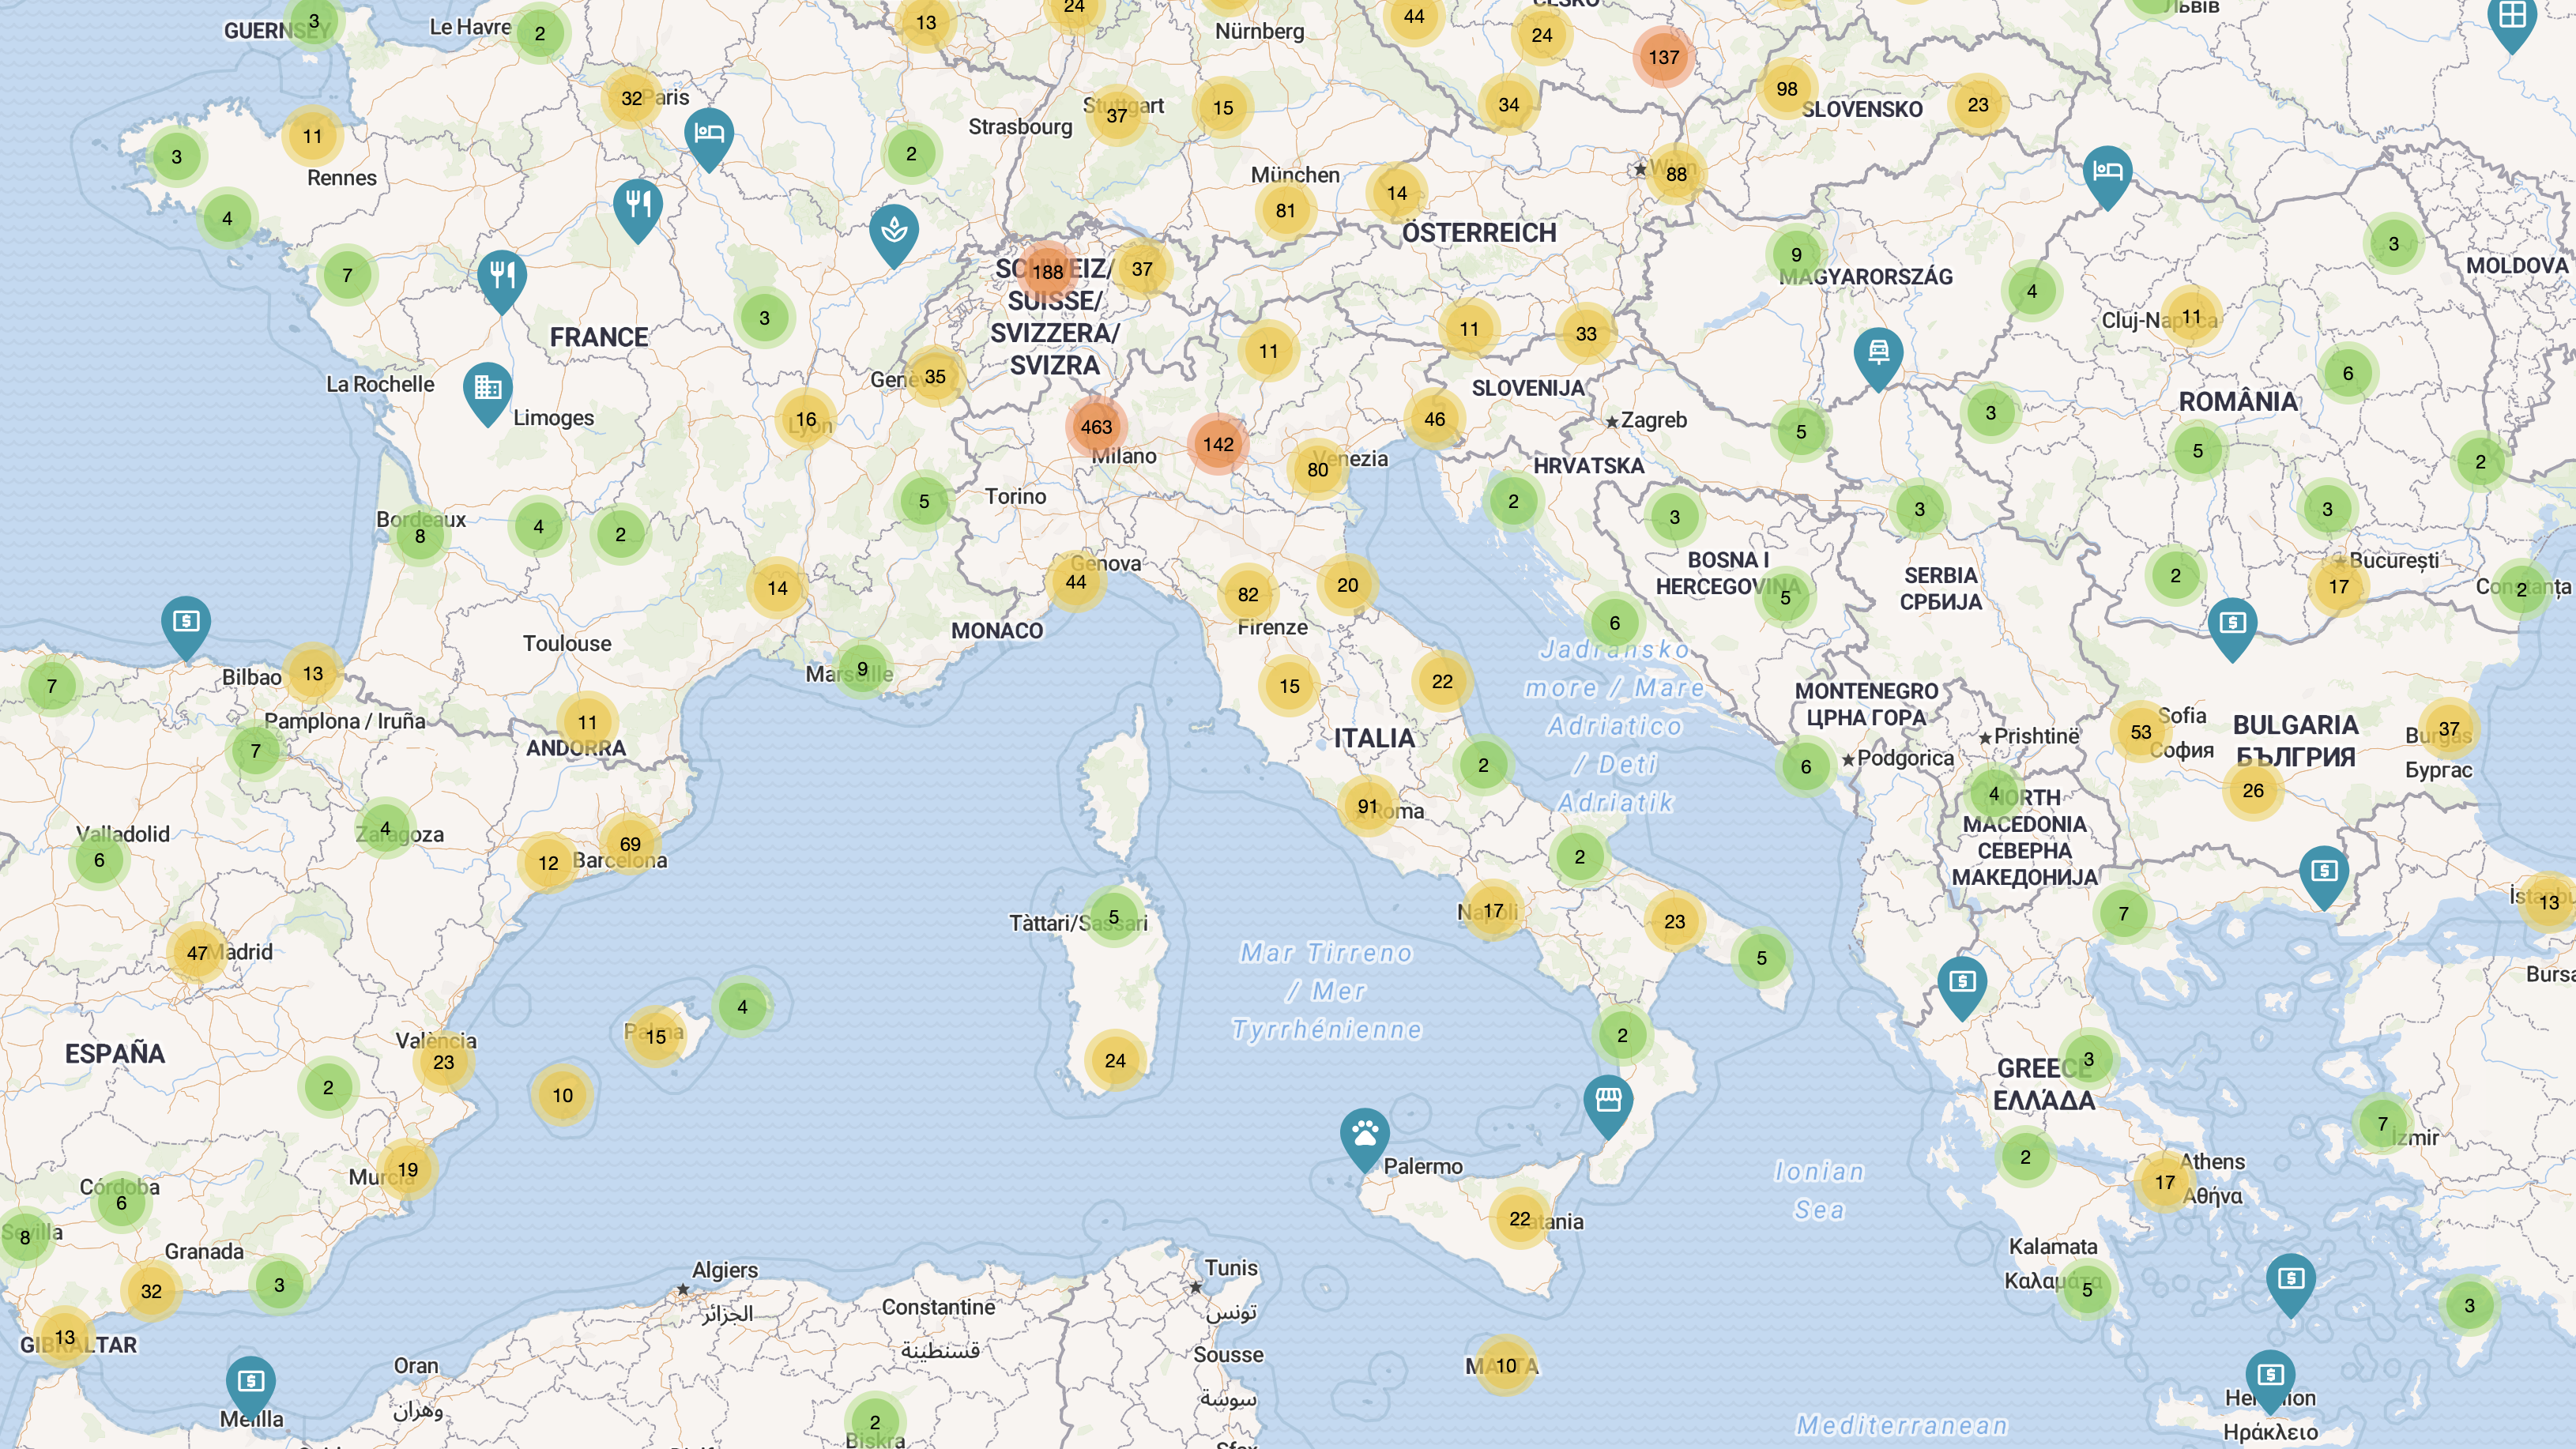 GUERNSEY
3
Le Havre
2
13
24
Nürnberg
44
ČESKO
24
137
Львів
32
Paris
11
3
Rennes
4
Strasbourg
2
Stuttgart
37
15
34
98
SLOVENSKO
23
München
81
14
Wien
88
ÖSTERREICH
7
SCHWEIZ/
SUISSE/
SVIZZERA/
SVIZRA
188
37
9
MAGYARORSZÁG
4
3
MOLDOVA
Cluj-Napoca
11
FRANCE
3
11
11
33
La Rochelle
Limoges
Genève
35
16
Lyon
SLOVENIJA
46
Zagreb
5
3
6
ROMÂNIA
5
2
463
Milano
142
80
Venezia
HRVATSKA
Torino
5
2
3
3
3
Bordeaux
8
4
2
14
Genova
44
82
Firenze
20
BOSNA I
HERCEGOVINA
5
SERBIA
СРБИЈА
2
București
17
Constanța
2
6
MONACO
Toulouse
Marseille
9
Jadransko
more / Mare
Adriatico
/ Deti
Adriatik
7
Bilbao
13
Pamplona / Iruña
7
11
ANDORRA
15
22
ITALIA
2
MONTENEGRO
ЦРНА ГОРА
Prishtinë
Podgorica
6
53
Sofia
София
BULGARIA
БЪЛГРИЯ
26
37
Burgas
Бургас
4
NORTH
MACEDONIA
СЕВЕРНА
МАКЕДОНИЈА
Valladolid
6
4
Zaragoza
12
Barcelona
69
91
Roma
2
Napoli
17
23
5
7
İstanbu
13
Bursa
47
Madrid
Tàttari/Sassari
5
Mar Tirreno
/ Mer
Tyrrhénienne
4
Palma
15
24
2
ESPAÑA
València
23
2
10
GREECE
ΕΛΛΆΔΑ
3
7
İzmir
2
Athens
Αθήνα
17
Murcia
19
Córdoba
6
Sevilla
8
Granada
32
3
Palermo
22
Catania
Ionian
Sea
Kalamata
Καλαμάτα
5
3
GIBRALTAR
13
Melilla
Algiers
الجزائر
Oran
وهران
Constantine
قسنطينة
Tunis
تونس
Sousse
سوسة
Sfax
2
Biskra
MALTA
10
Mediterranean
Heraklion
Ηράκλειο